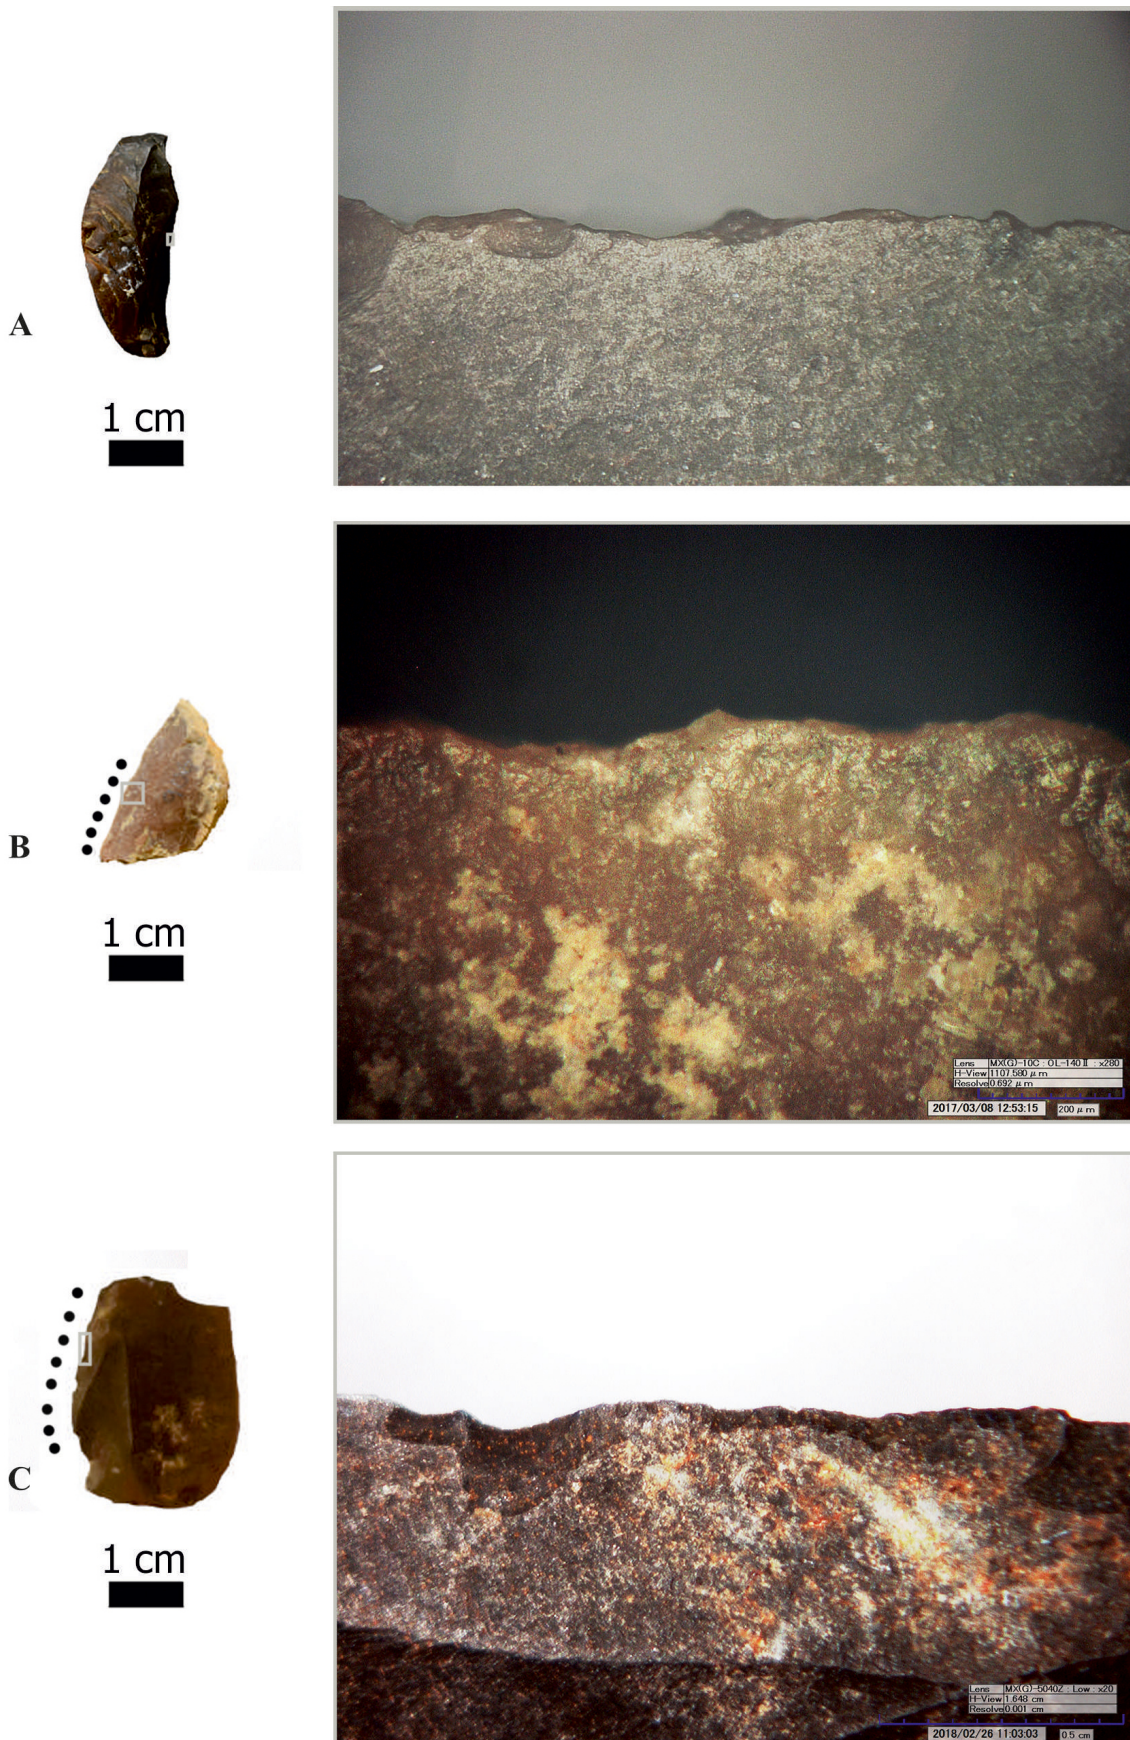 A
1 cm
B
1 cm
Lens MX(G)-10C : OL-140Ⅱ : x280
H-View 1107.580 μm
Resolve 0.692 μm
2017/03/08 12:53:15 200 μm
C
1 cm
Lens MX(G)-5040Z : Low : x20
H-View 1.648 cm
Resolve 0.001 cm
2018/02/26 11:03:03 0.5 cm